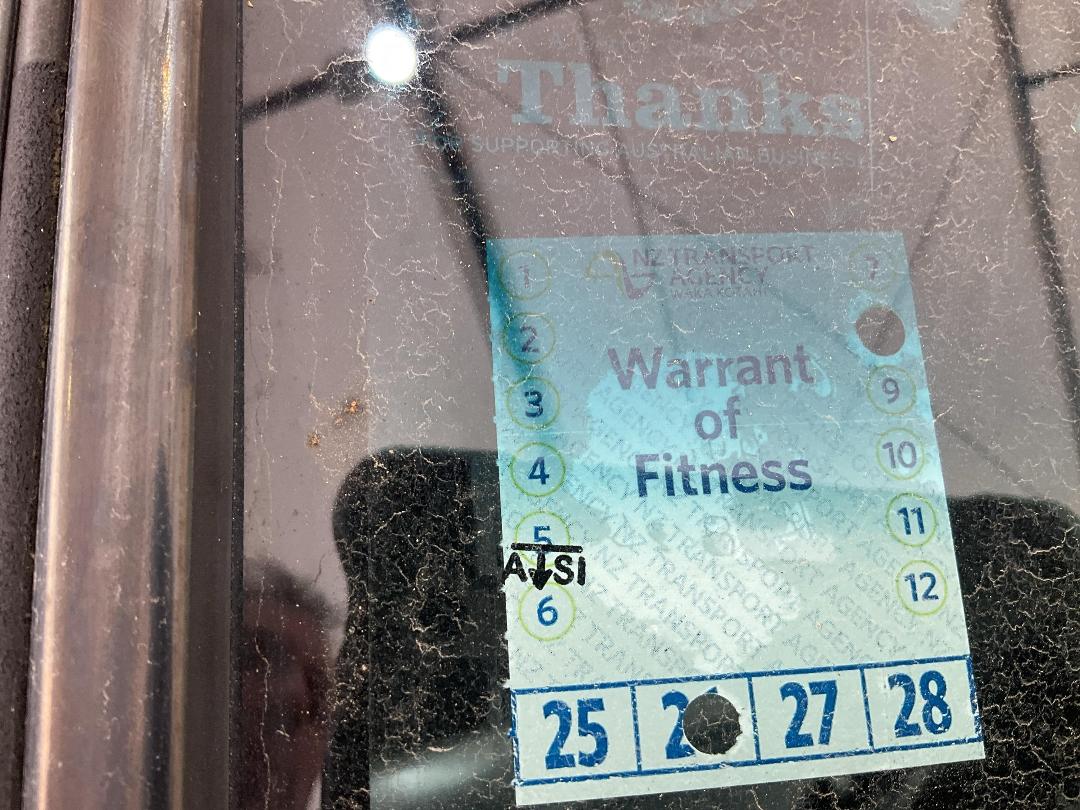 Thanks
FOR SUPPORTING AUSTRALIAN BUSINESS!
NZ TRANSPORT
AGENCY
WAKA KOTAHI
1
7
2
Warrant
of
Fitness
3
9
4
10
5
11
AS1
6
12
25
27
28